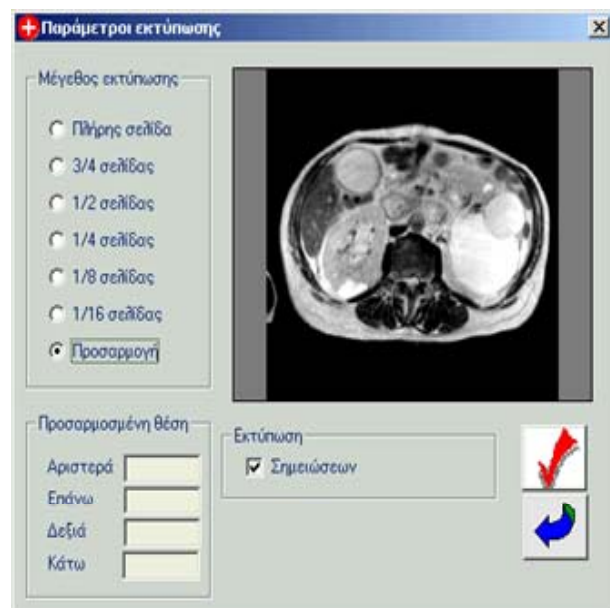 Παράμετροι εκτύπωσης
Μέγεθος εκτύπωσης
Πλήρης σελίδα
3/4 σελίδας
1/2 σελίδας
1/4 σελίδας
1/8 σελίδας
1/16 σελίδας
Προσαρμογή
Προσαρμοσμένη θέση
Αριστερά
Επάνω
Δεξιά
Κάτω
Εκτύπωση
Σημειώσεων